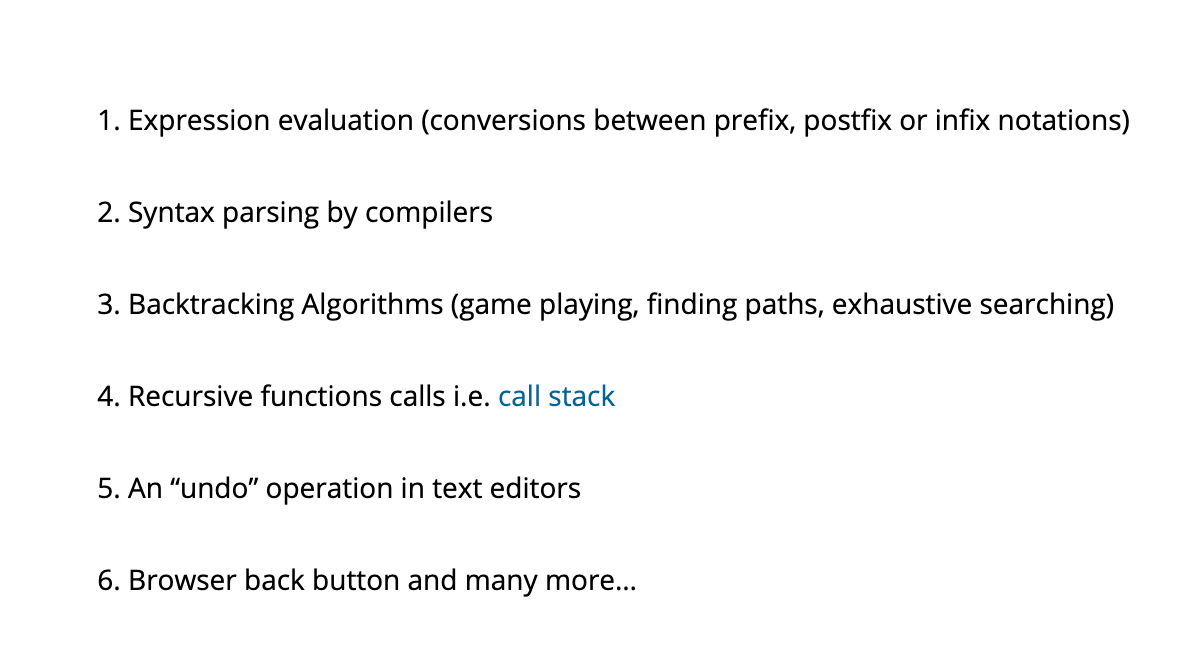 1. Expression evaluation (conversions between prefix, postfix or infix notations)
2. Syntax parsing by compilers
3. Backtracking Algorithms (game playing, finding paths, exhaustive searching)
4. Recursive functions calls i.e. call stack
5. An “undo” operation in text editors
6. Browser back button and many more...